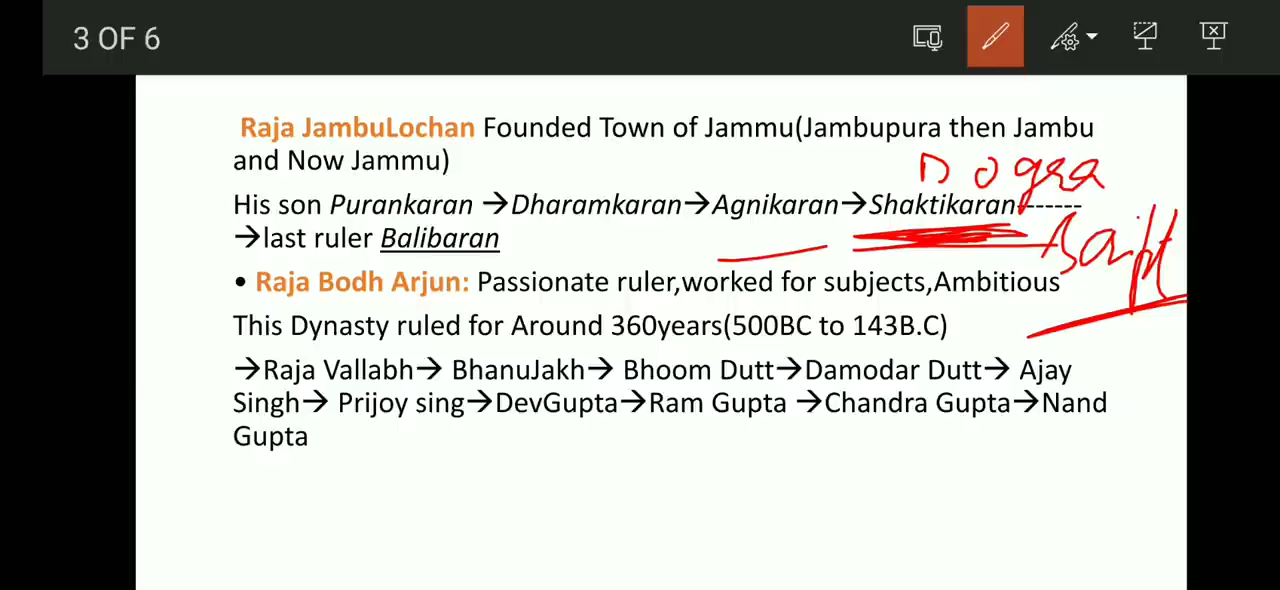 3 OF 6
Raja JambuLochan Founded Town of Jammu(Jambupura then Jambu
and Now Jammu)
Dogra
His son Purankaran →Dharamkaran→Agnikaran→Shaktikaran-------
Script
→last ruler Balibaran
• Raja Bodh Arjun: Passionate ruler,worked for subjects,Ambitious
This Dynasty ruled for Around 360years(500BC to 143B.C)
→Raja Vallabh→ BhanuJakh→ Bhoom Dutt→Damodar Dutt→ Ajay
Singh→ Prijoy sing→DevGupta→Ram Gupta →Chandra Gupta→Nand
Gupta